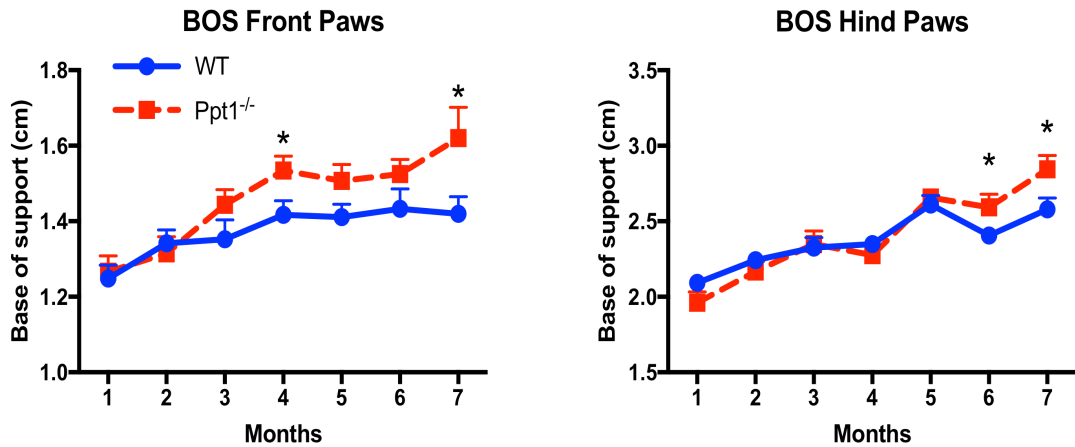 BOS Front Paws
Base of support (cm)
1.8
1.6
1.4
1.2
1.0
WT
Ppt1-/-
*
*
1 2 3 4 5 6 7
Months
BOS Hind Paws
Base of support (cm)
3.5
3.0
2.5
2.0
1.5
*
*
1 2 3 4 5 6 7
Months